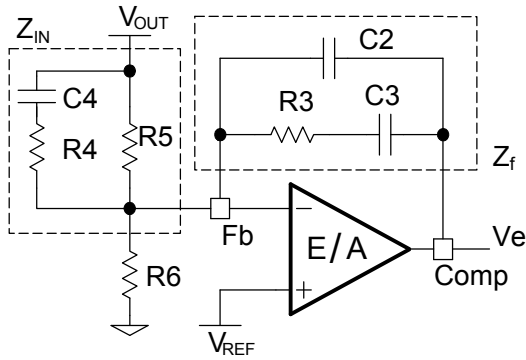 Z_IN
V_OUT
C2
C4
R3
C3
R4
R5
Z_f
Fb
−
E/A
Ve
Comp
R6
+
V_REF